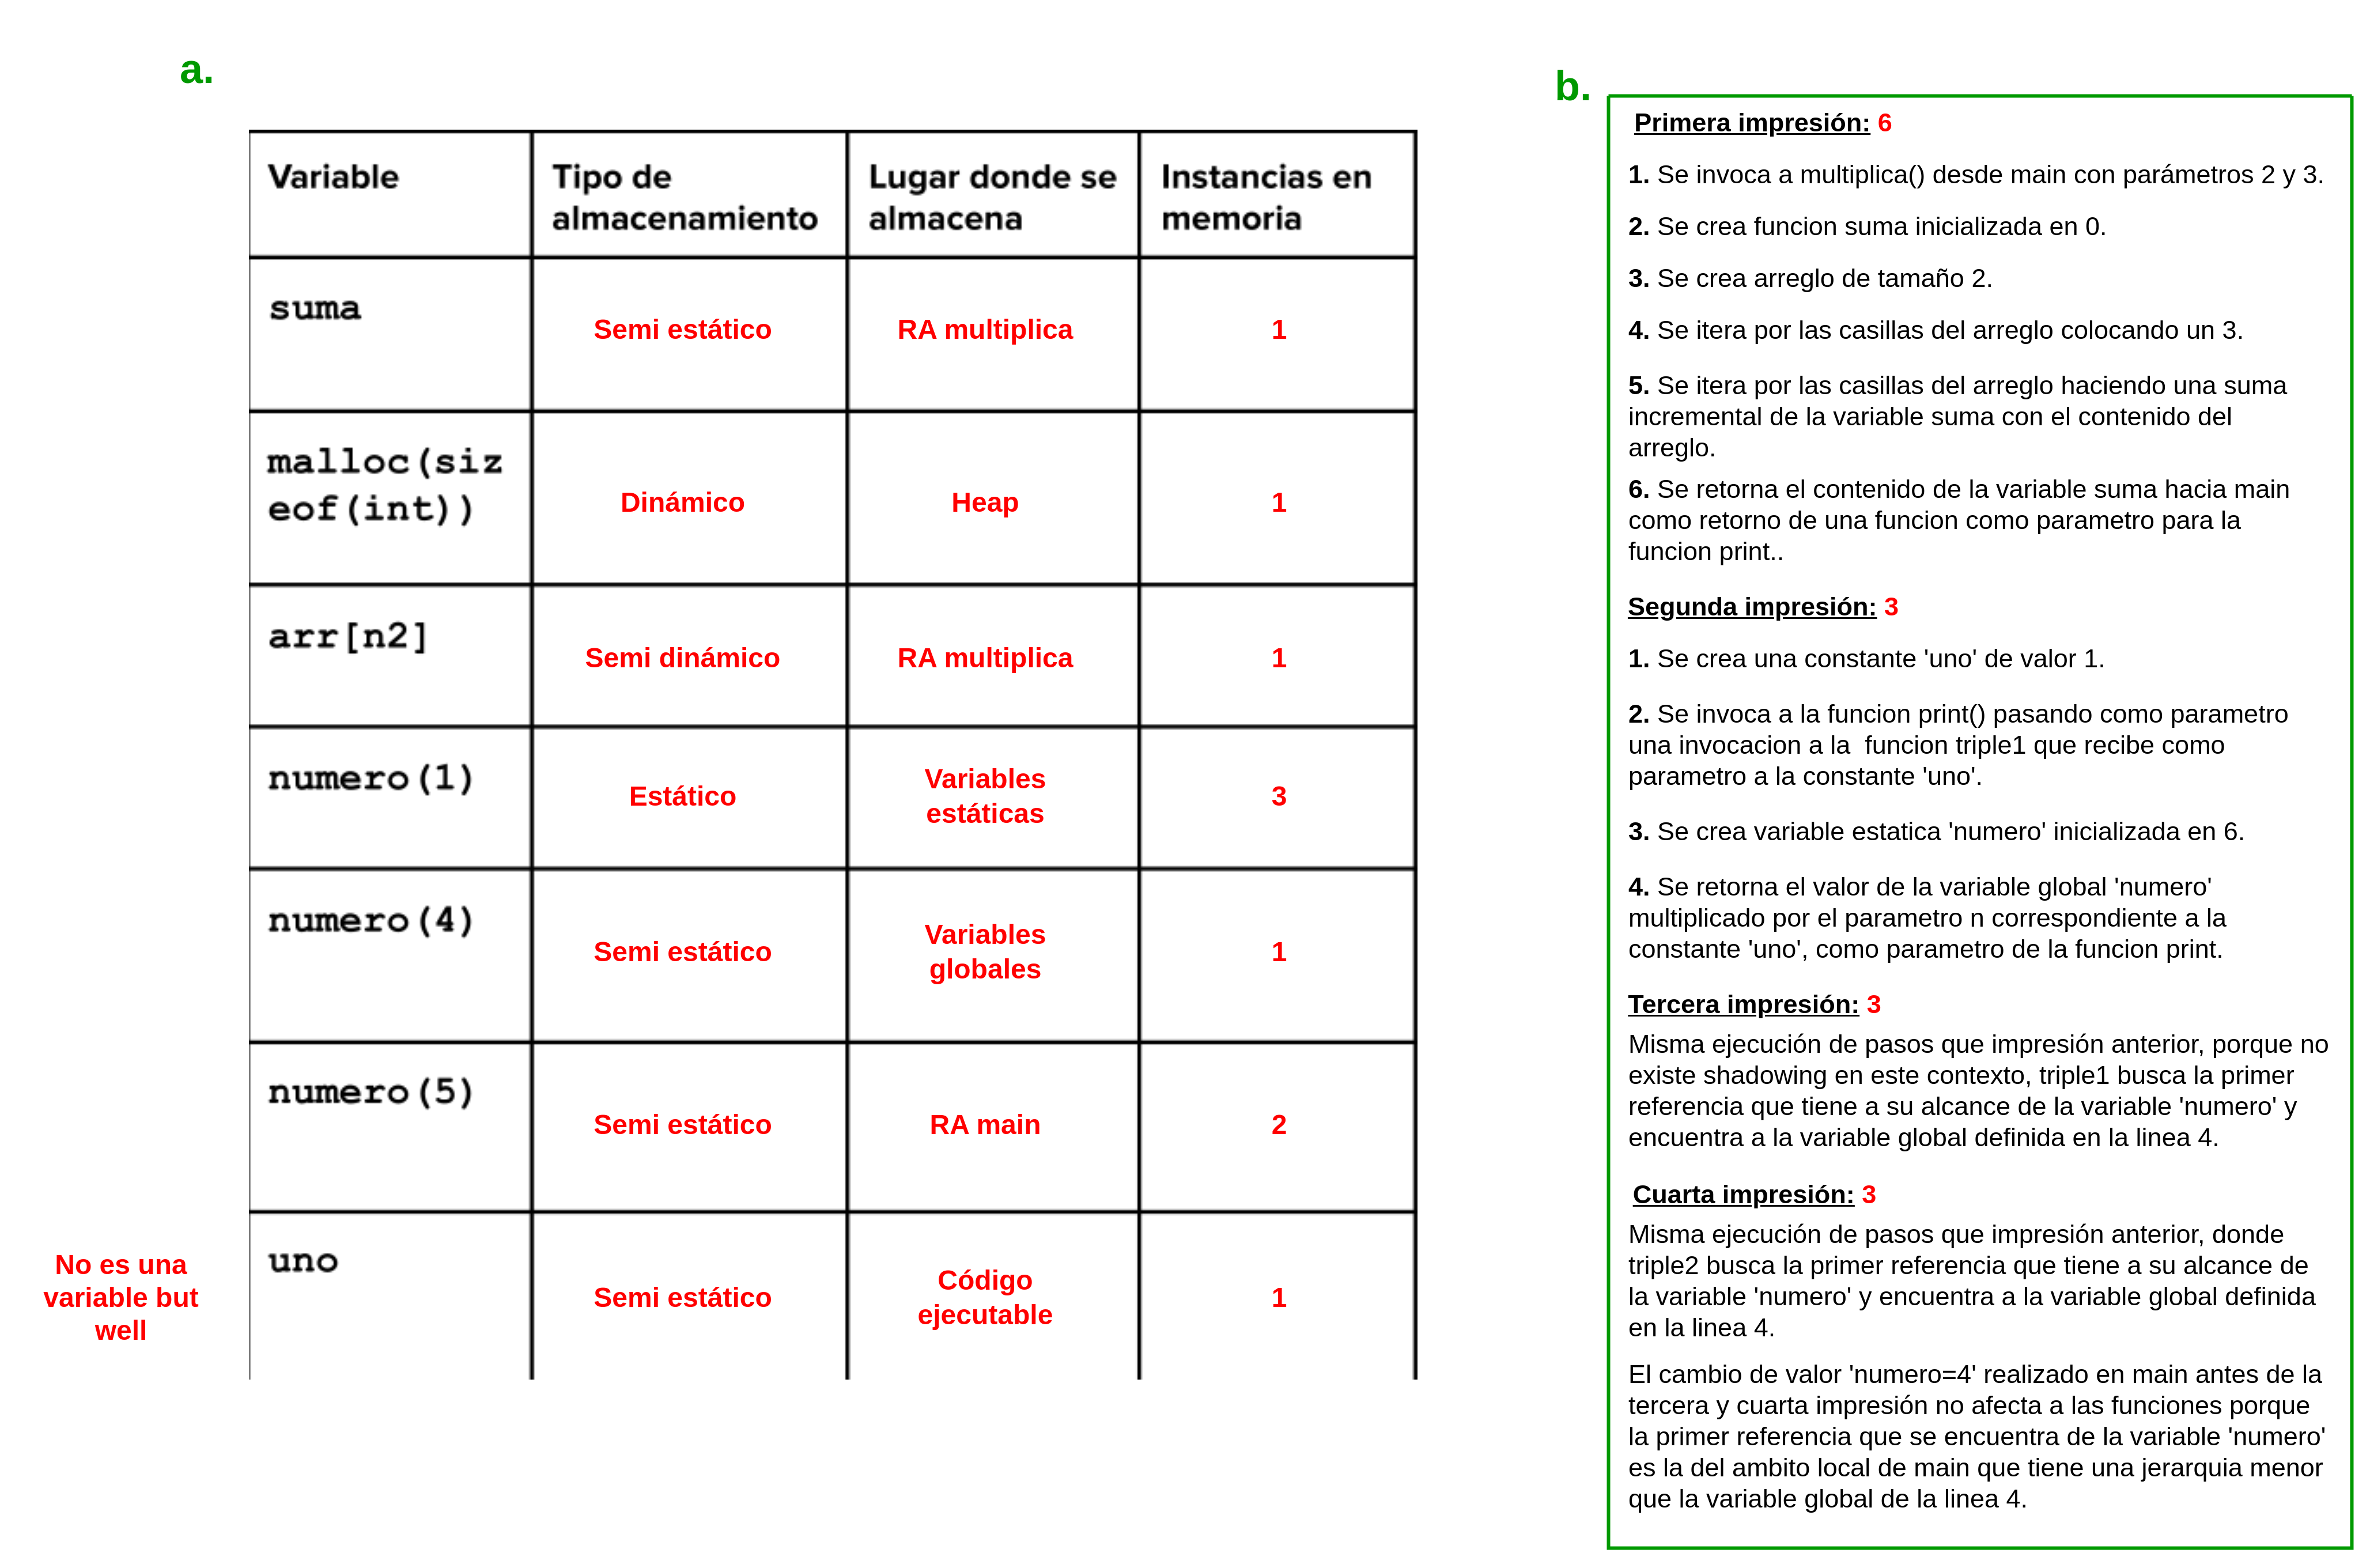 a.
Variable
Tipo de
almacenamiento
Lugar donde se
almacena
Instancias en
memoria
suma
Semi estático
RA multiplica
1
malloc(siz
eof(int))
Dinámico
Heap
1
arr[n2]
Semi dinámico
RA multiplica
1
numero(1)
Estático
Variables
estáticas
3
numero(4)
Semi estático
Variables
globales
1
numero(5)
Semi estático
RA main
2
No es una
variable but
well
uno
Semi estático
Código
ejecutable
1
b.
Primera impresión: 6
1. Se invoca a multiplica() desde main con parámetros 2 y 3.
2. Se crea funcion suma inicializada en 0.
3. Se crea arreglo de tamaño 2.
4. Se itera por las casillas del arreglo colocando un 3.
5. Se itera por las casillas del arreglo haciendo una suma
incremental de la variable suma con el contenido del
arreglo.
6. Se retorna el contenido de la variable suma hacia main
como retorno de una funcion como parametro para la
funcion print..
Segunda impresión: 3
1. Se crea una constante 'uno' de valor 1.
2. Se invoca a la funcion print() pasando como parametro
una invocacion a la  funcion triple1 que recibe como
parametro a la constante 'uno'.
3. Se crea variable estatica 'numero' inicializada en 6.
4. Se retorna el valor de la variable global 'numero'
multiplicado por el parametro n correspondiente a la
constante 'uno', como parametro de la funcion print.
Tercera impresión: 3
Misma ejecución de pasos que impresión anterior, porque no
existe shadowing en este contexto, triple1 busca la primer
referencia que tiene a su alcance de la variable 'numero' y
encuentra a la variable global definida en la linea 4.
Cuarta impresión: 3
Misma ejecución de pasos que impresión anterior, donde
triple2 busca la primer referencia que tiene a su alcance de
la variable 'numero' y encuentra a la variable global definida
en la linea 4.
El cambio de valor 'numero=4' realizado en main antes de la
tercera y cuarta impresión no afecta a las funciones porque
la primer referencia que se encuentra de la variable 'numero'
es la del ambito local de main que tiene una jerarquia menor
que la variable global de la linea 4.